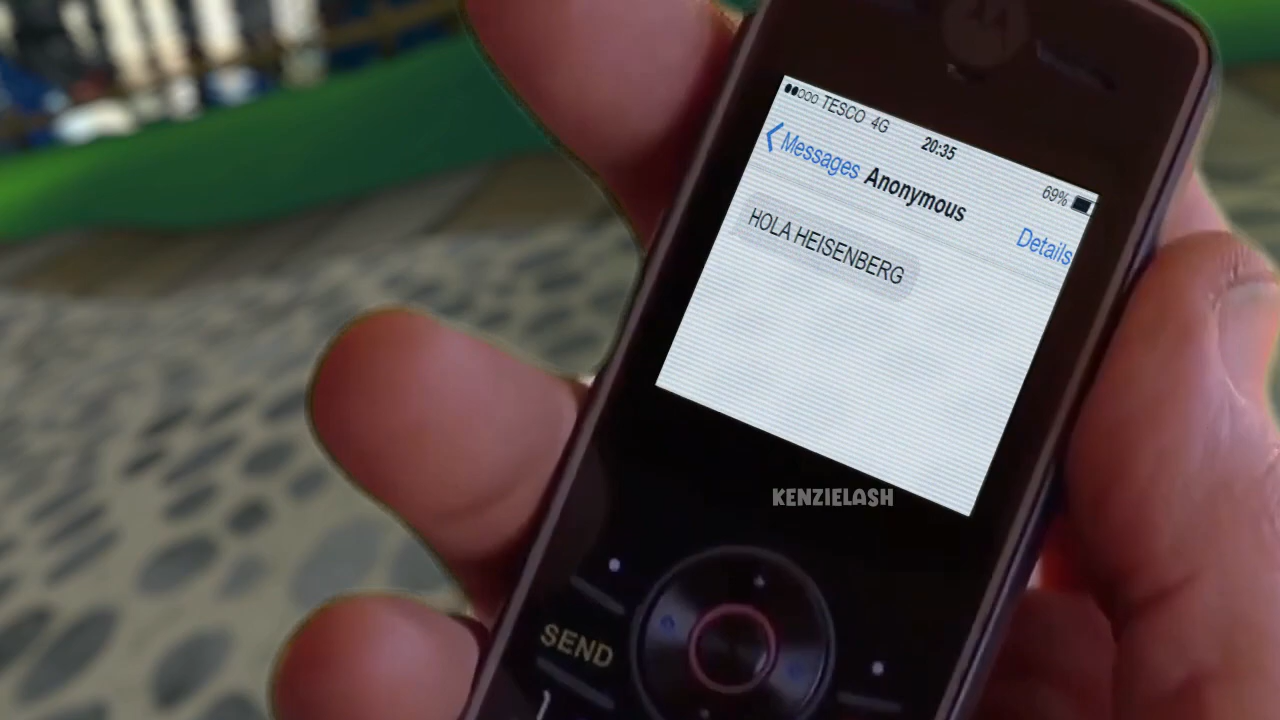 TESCO 4G 20:35 69%
Messages Anonymous Details
HOLA HEISENBERG
KENZIELASH
SEND